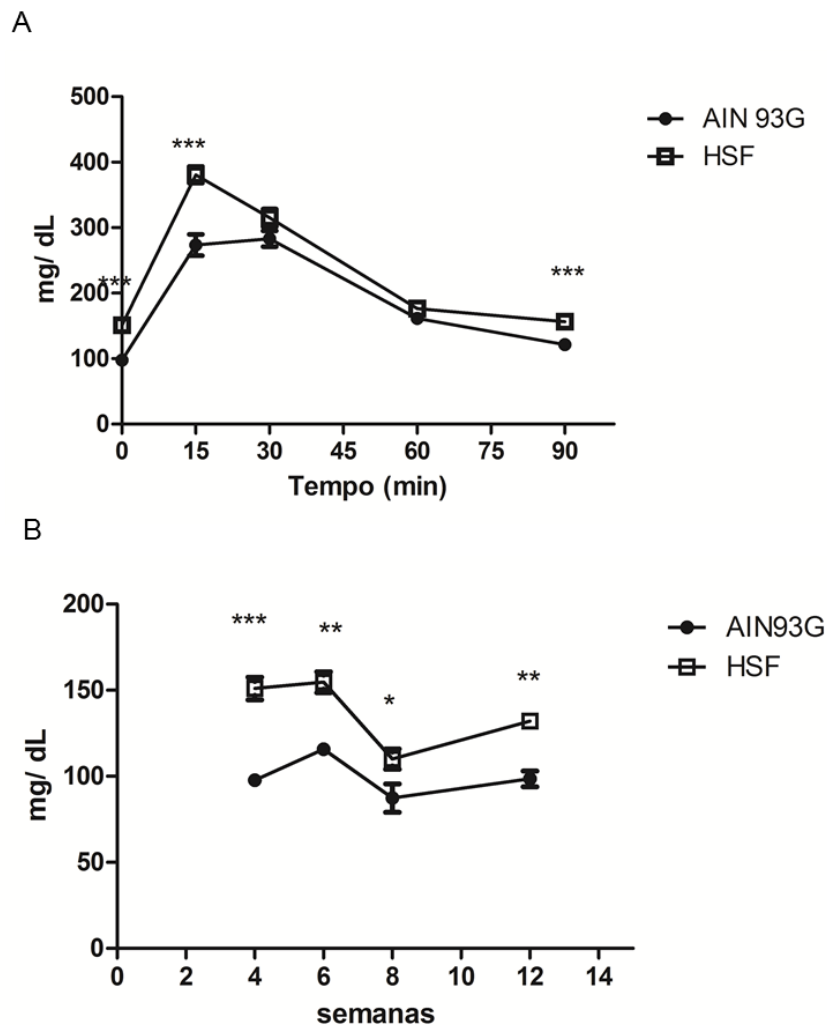 A
500
400
300
200
100
0
mg/ dL
***
***
***
0 15 30 45 60 75 90
Tempo (min)
AIN 93G
HSF
B
200
150
100
50
0
mg/ dL
***
**
*
**
0 2 4 6 8 10 12 14
semanas
AIN93G
HSF